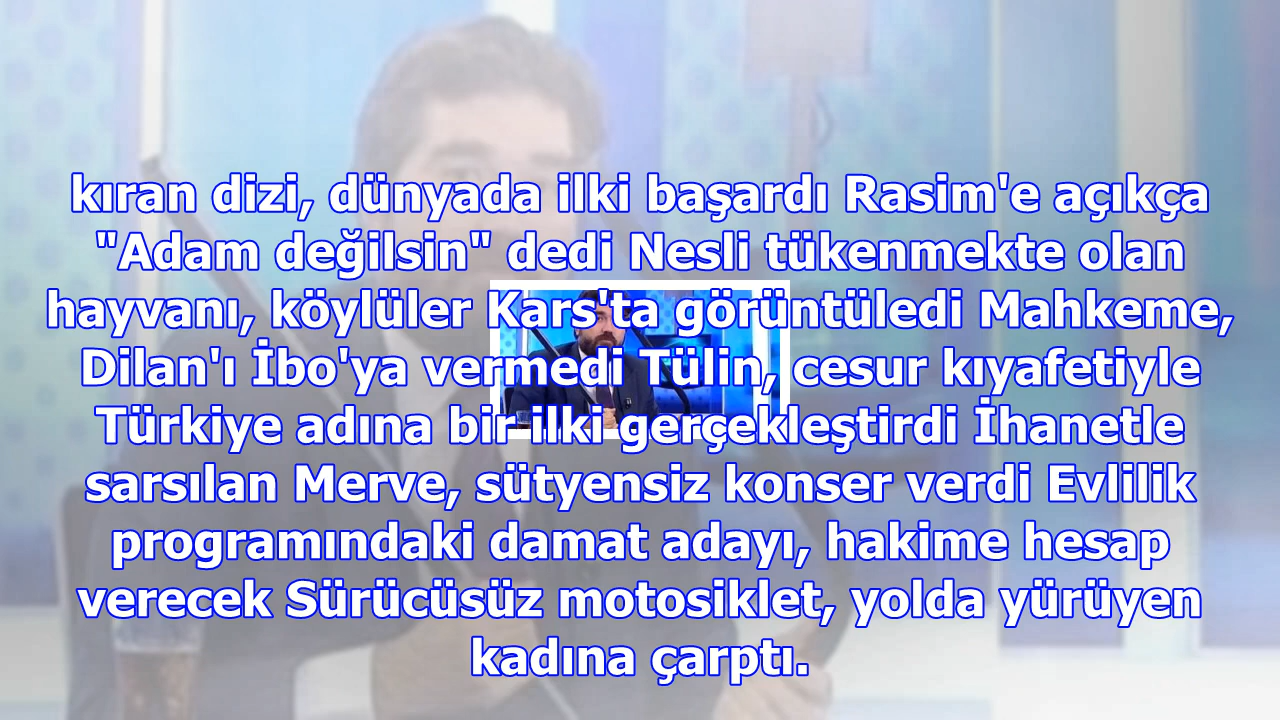 kıran dizi, dünyada ilki başardı Rasim'e açıkça
"Adam değilsin" dedi Nesli tükenmekte olan
hayvanı, köylüler Kars'ta görüntüledi Mahkeme,
Dilan'ı İbo'ya vermedi Tülin, cesur kıyafetiyle
Türkiye adına bir ilki gerçekleştirdi İhanetle
sarsılan Merve, sütyensiz konser verdi Evlilik
programındaki damat adayı, hakime hesap
verecek Sürücüsüz motosiklet, yolda yürüyen
kadına çarptı.